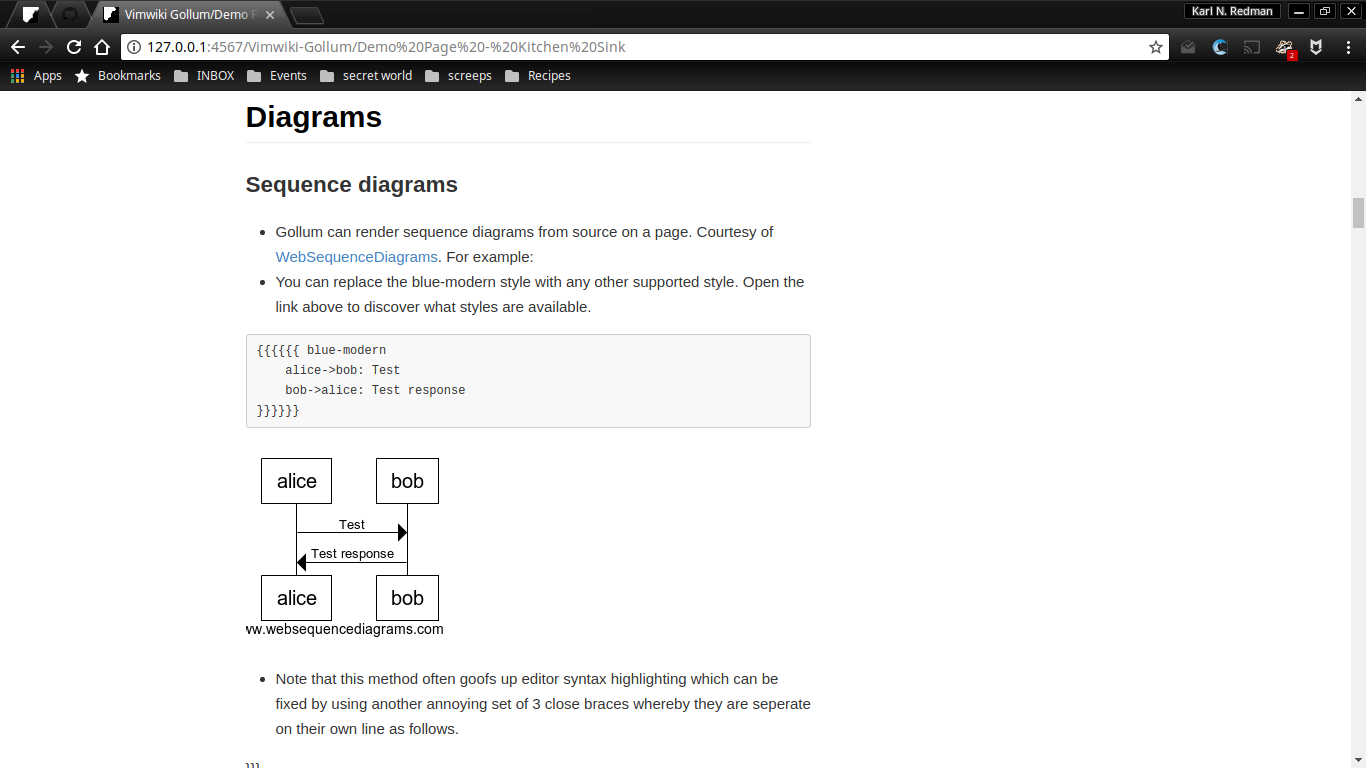 Vimwiki Gollum/Demo P
Karl N. Redman
127.0.0.1:4567/Vimwiki-Gollum/Demo%20Page%20-%20Kitchen%20Sink
2
Apps Bookmarks INBOX Events secret world screeps Recipes
Diagrams
Sequence diagrams
Gollum can render sequence diagrams from source on a page. Courtesy of
WebSequenceDiagrams. For example:
You can replace the blue-modern style with any other supported style. Open the
link above to discover what styles are available.
{{{{{{ blue-modern
    alice->bob: Test
    bob->alice: Test response
}}}}}}
alice bob
Test
Test response
alice bob
ww.websequencediagrams.com
Note that this method often goofs up editor syntax highlighting which can be
fixed by using another annoying set of 3 close braces whereby they are seperate
on their own line as follows.
}}}